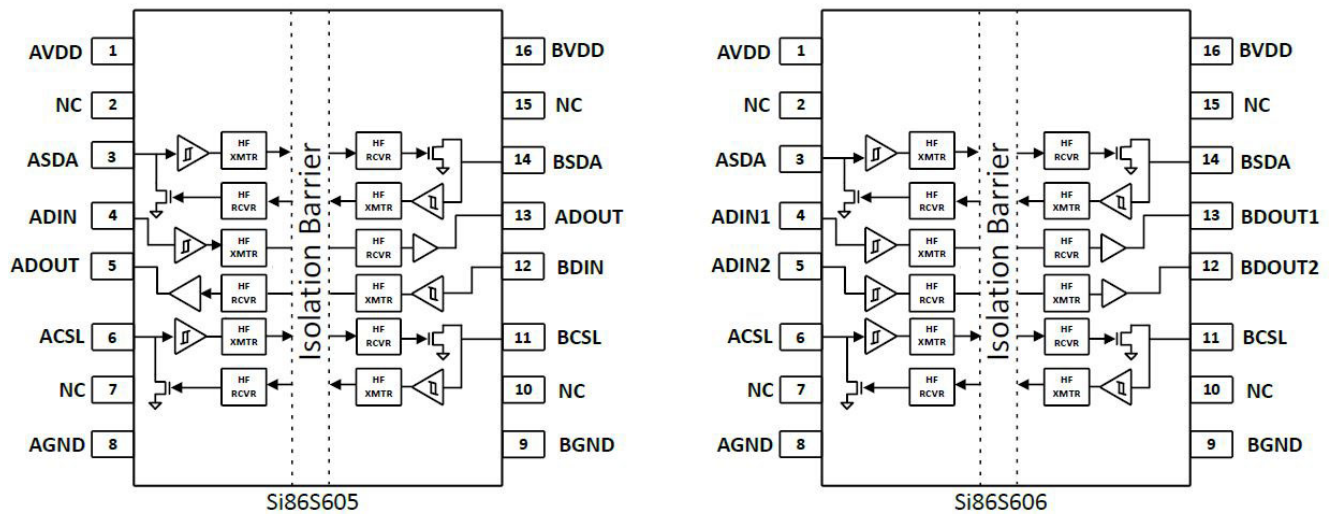 AVDD 1 16 BVDD
NC 2 15 NC
ASDA 3 14 BSDA
HF XMTR
HF RCVR
HF RCVR
HF XMTR
ADIN 4 13 ADOUT
HF XMTR
HF RCVR
ADOUT 5 12 BDIN
HF RCVR
HF XMTR
ACSL 6 11 BCSL
HF XMTR
HF RCVR
NC 7 10 NC
HF RCVR
HF XMTR
AGND 8 9 BGND
Isolation Barrier
Si86S605
AVDD 1 16 BVDD
NC 2 15 NC
ASDA 3 14 BSDA
HF XMTR
HF RCVR
HF RCVR
HF XMTR
ADIN1 4 13 BDOUT1
HF XMTR
HF RCVR
ADIN2 5 12 BDOUT2
HF RCVR
HF XMTR
ACSL 6 11 BCSL
HF XMTR
HF RCVR
NC 7 10 NC
HF RCVR
HF XMTR
AGND 8 9 BGND
Isolation Barrier
Si86S606